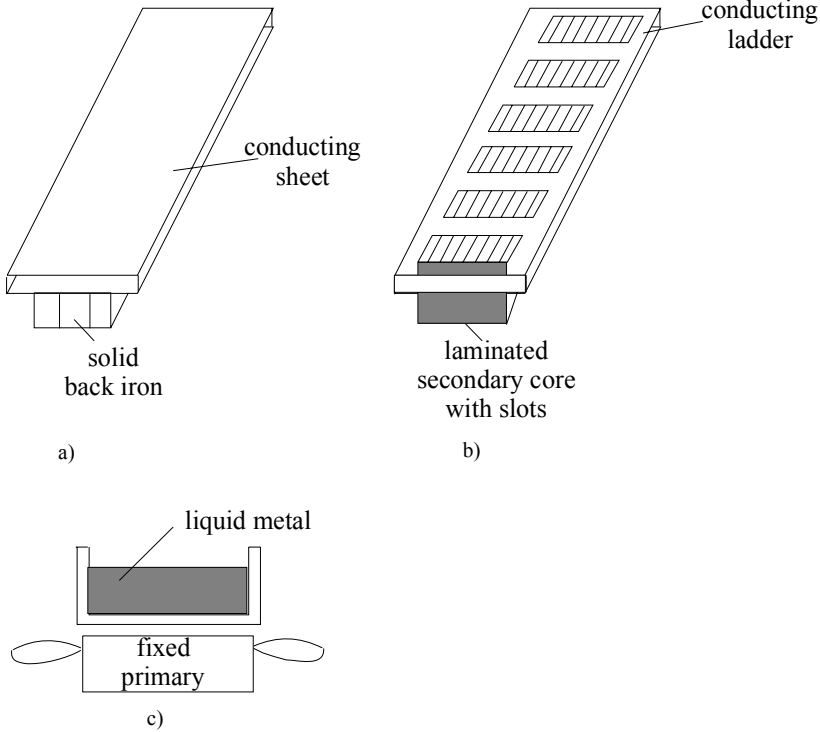 conducting
sheet
solid
back iron
a)
conducting
ladder
laminated
secondary core
with slots
b)
liquid metal
fixed
primary
c)